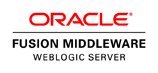 ORACLE
FUSION MIDDLEWARE
WEBLOGIC SERVER